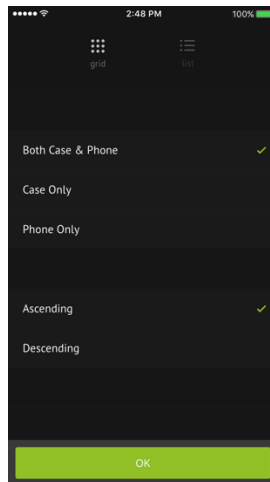 2:48 PM
100%
grid
list
Both Case & Phone
Case Only
Phone Only
Ascending
Descending
OK